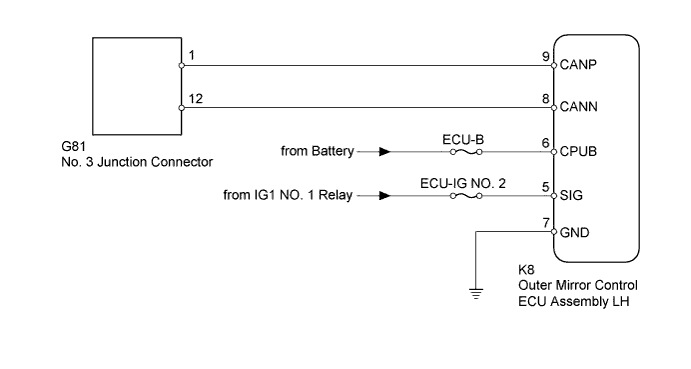 1
9
CANP
12
8
CANN
G81
No. 3 Junction Connector
from Battery
ECU-B
6
CPUB
from IG1 NO. 1 Relay
ECU-IG NO. 2
5
SIG
7
GND
K8
Outer Mirror Control
ECU Assembly LH